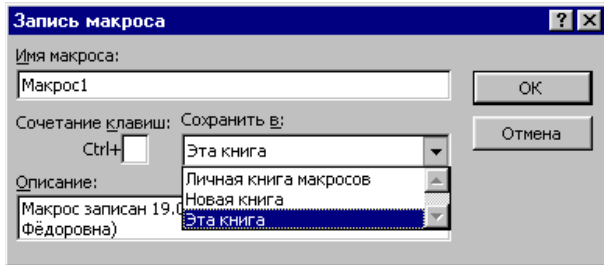 Запись макроса
Имя макроса:
Макрос1
OK
Сочетание клавиш: Сохранить в:
Ctrl+
Эта книга
Отмена
Личная книга макросов
Новая книга
Эта книга
Описание:
Макрос записан 19.
Фёдоровна)